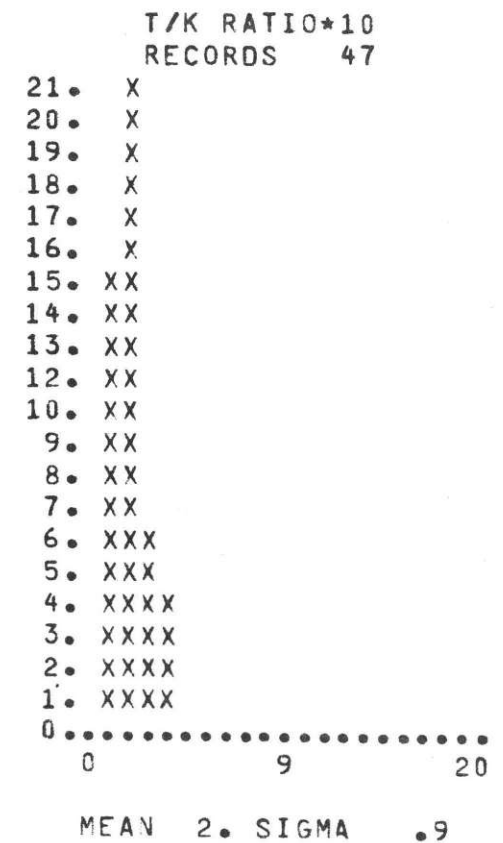 T/K RATIO*10
RECORDS 47
21. X
20. X
19. X
18. X
17. X
16. X
15. XX
14. XX
13. XX
12. XX
10. XX
9. XX
8. XX
7. XX
6. XXX
5. XXX
4. XXXX
3. XXXX
2. XXXX
1. XXXX
0......................
0 9 20
MEAN 2. SIGMA .9